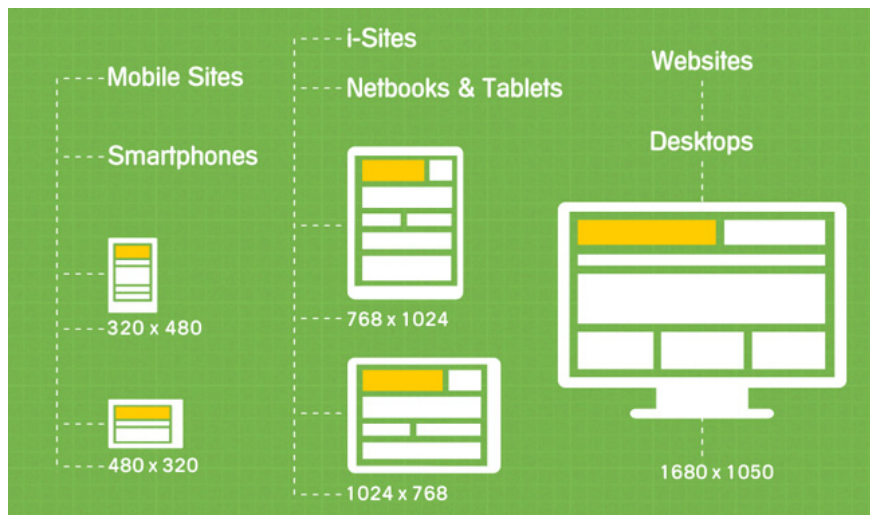 Mobile Sites
Smartphones
320 x 480
480 x 320
i-Sites
Netbooks & Tablets
768 x 1024
1024 x 768
Websites
Desktops
1680 x 1050